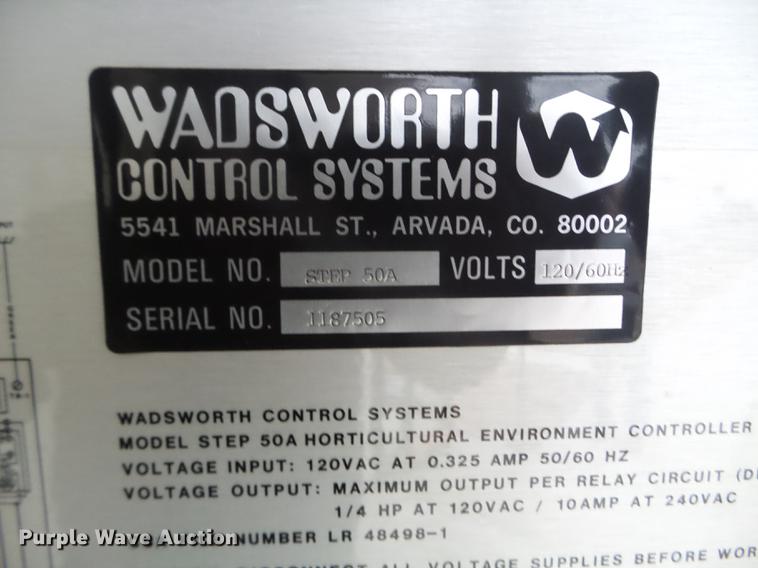 WADSWORTH
CONTROL SYSTEMS
5541 MARSHALL ST., ARVADA, CO. 80002
MODEL NO. STEP 50A VOLTS 120/60Hz
SERIAL NO. 1187505
WADSWORTH CONTROL SYSTEMS
MODEL STEP 50A HORTICULTURAL ENVIRONMENT CONTROLLER
VOLTAGE INPUT: 120VAC AT 0.325 AMP 50/60 HZ
VOLTAGE OUTPUT: MAXIMUM OUTPUT PER RELAY CIRCUIT
1/4 HP AT 120VAC / 10AMP AT 240VAC
NUMBER LR 48498-1
ALL VOLTAGE SUPPLIES BEFORE
Purple Wave Auction